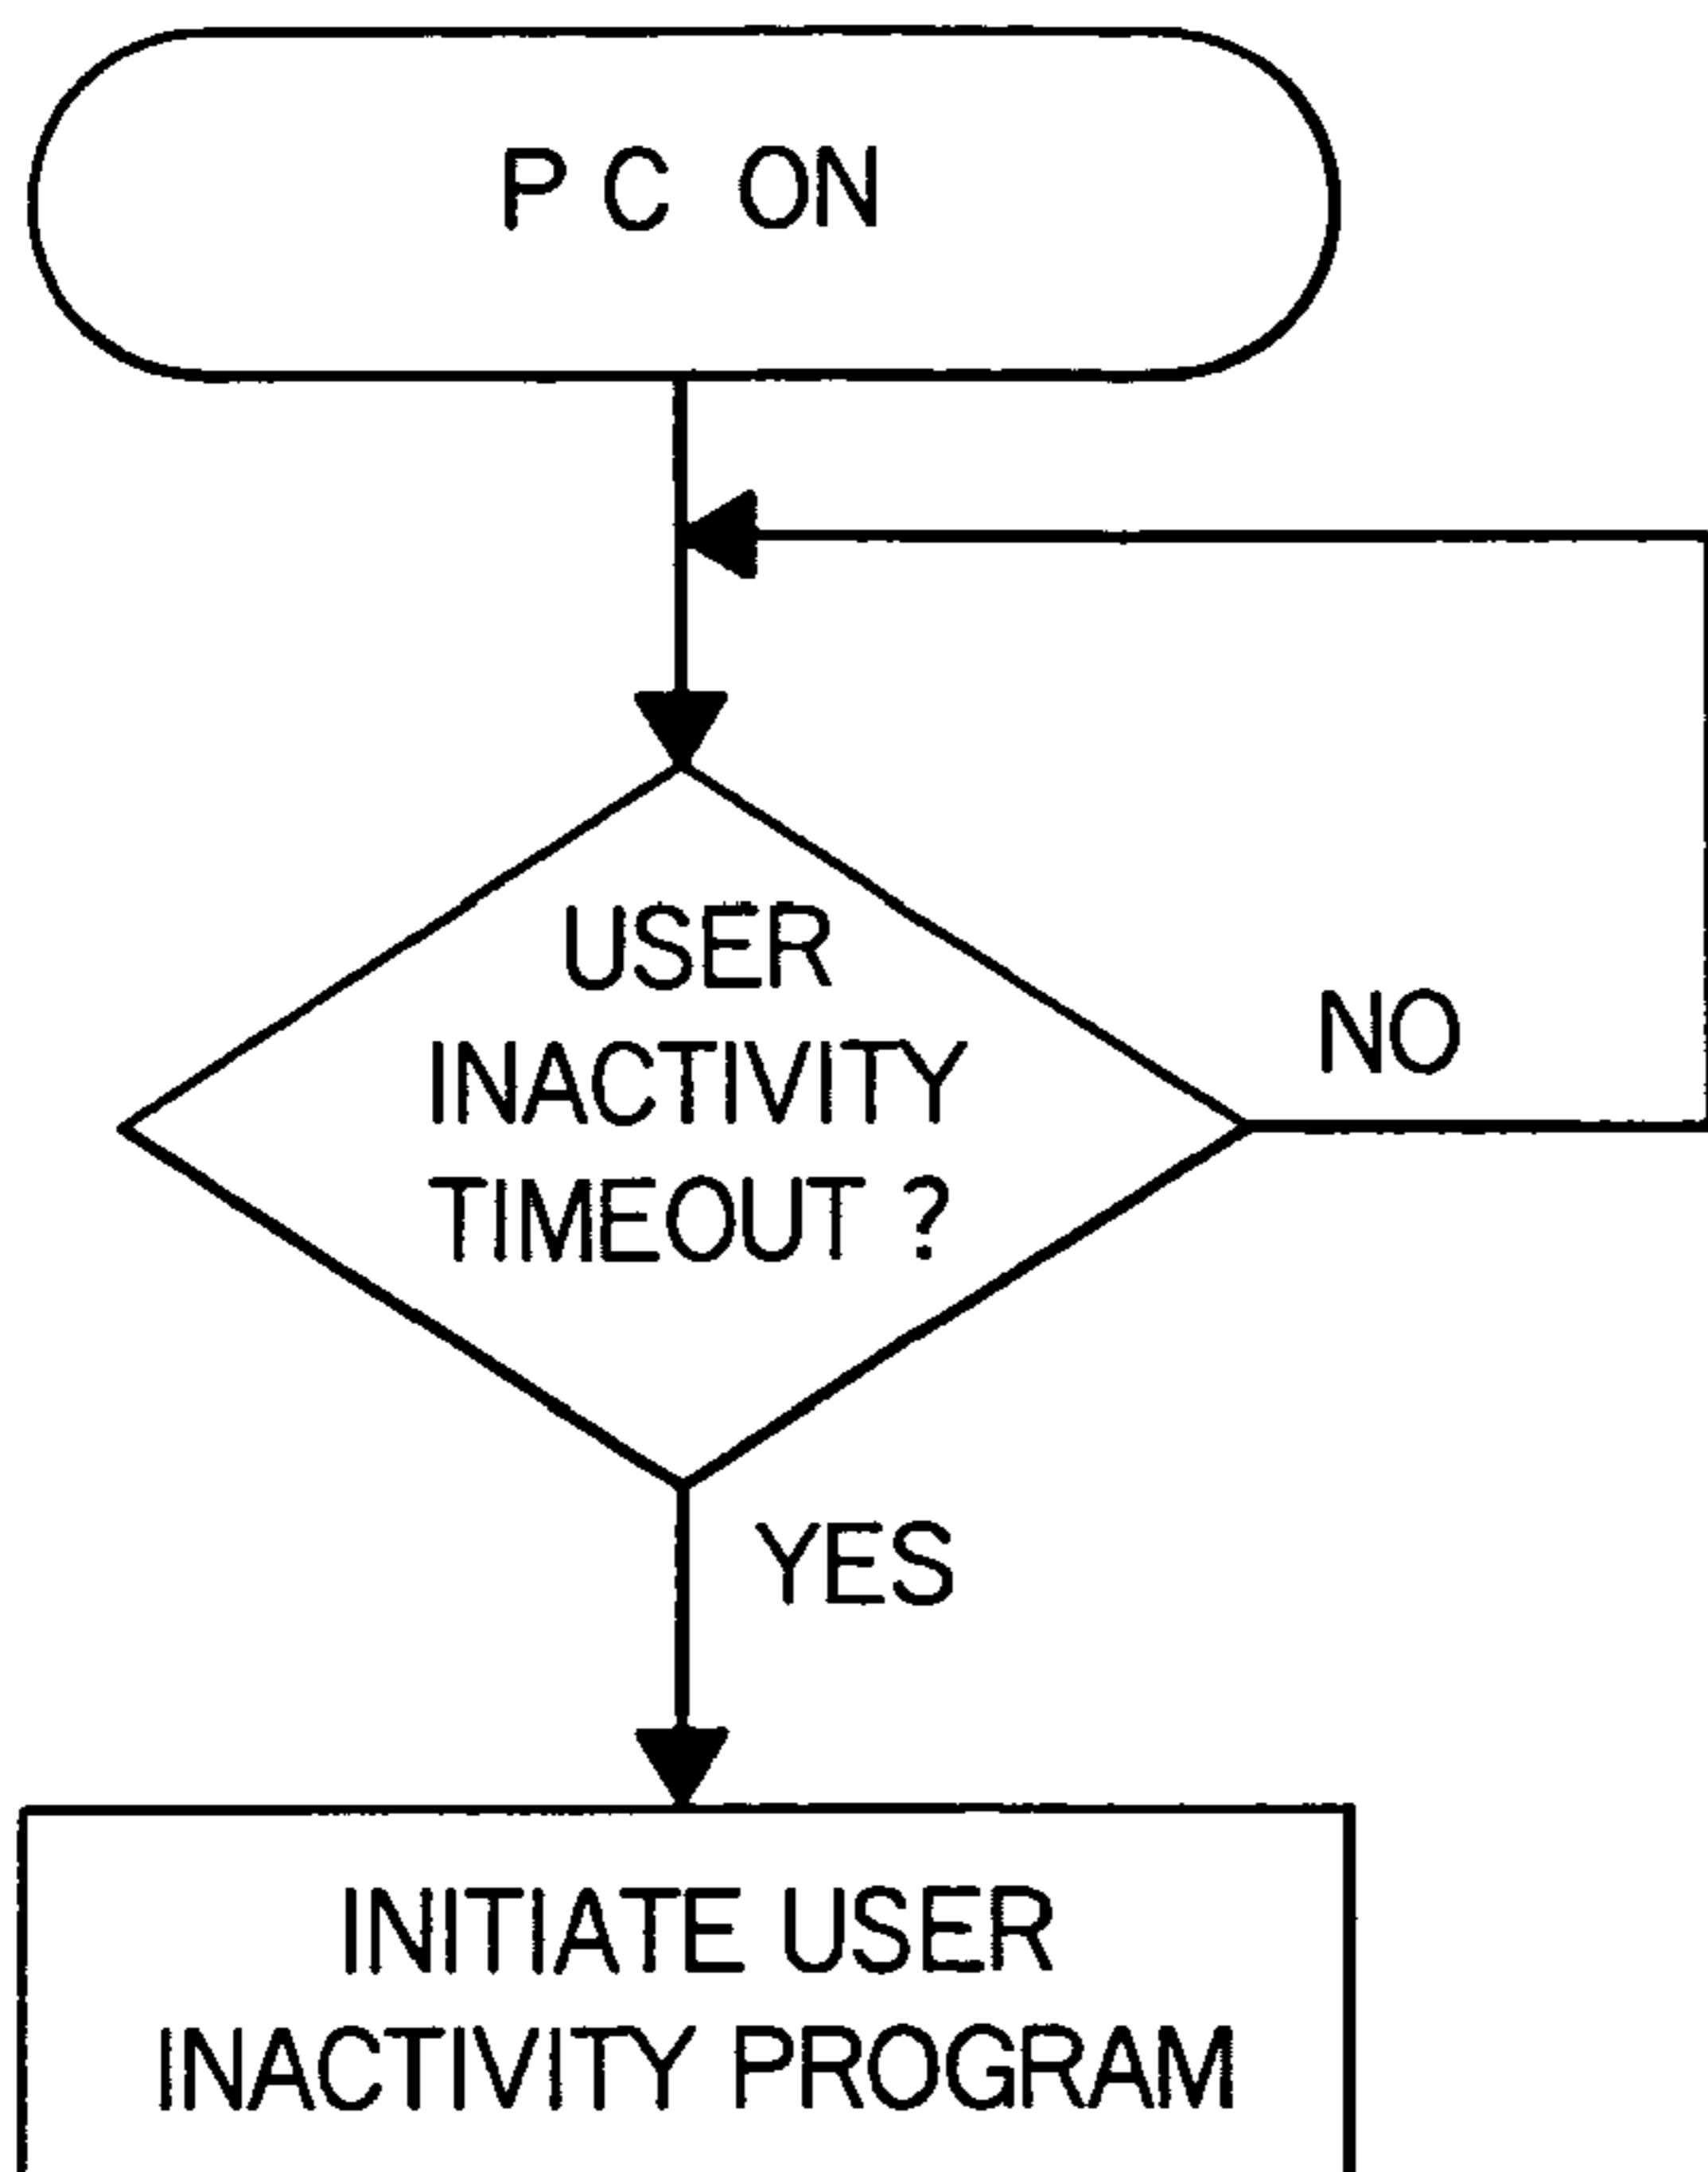 P C ON
USER
INACTIVITY
TIMEOUT ?
NO
YES
INITIATE USER
INACTIVITY PROGRAM